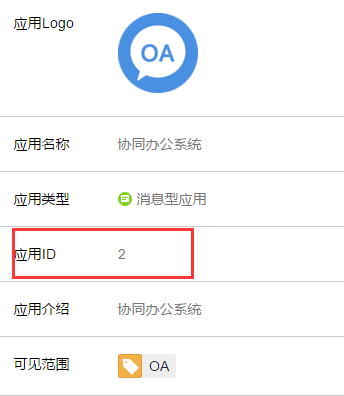 应用Logo
OA
应用名称 协同办公系统
应用类型 消息型应用
应用ID 2
应用介绍 协同办公系统
可见范围 OA